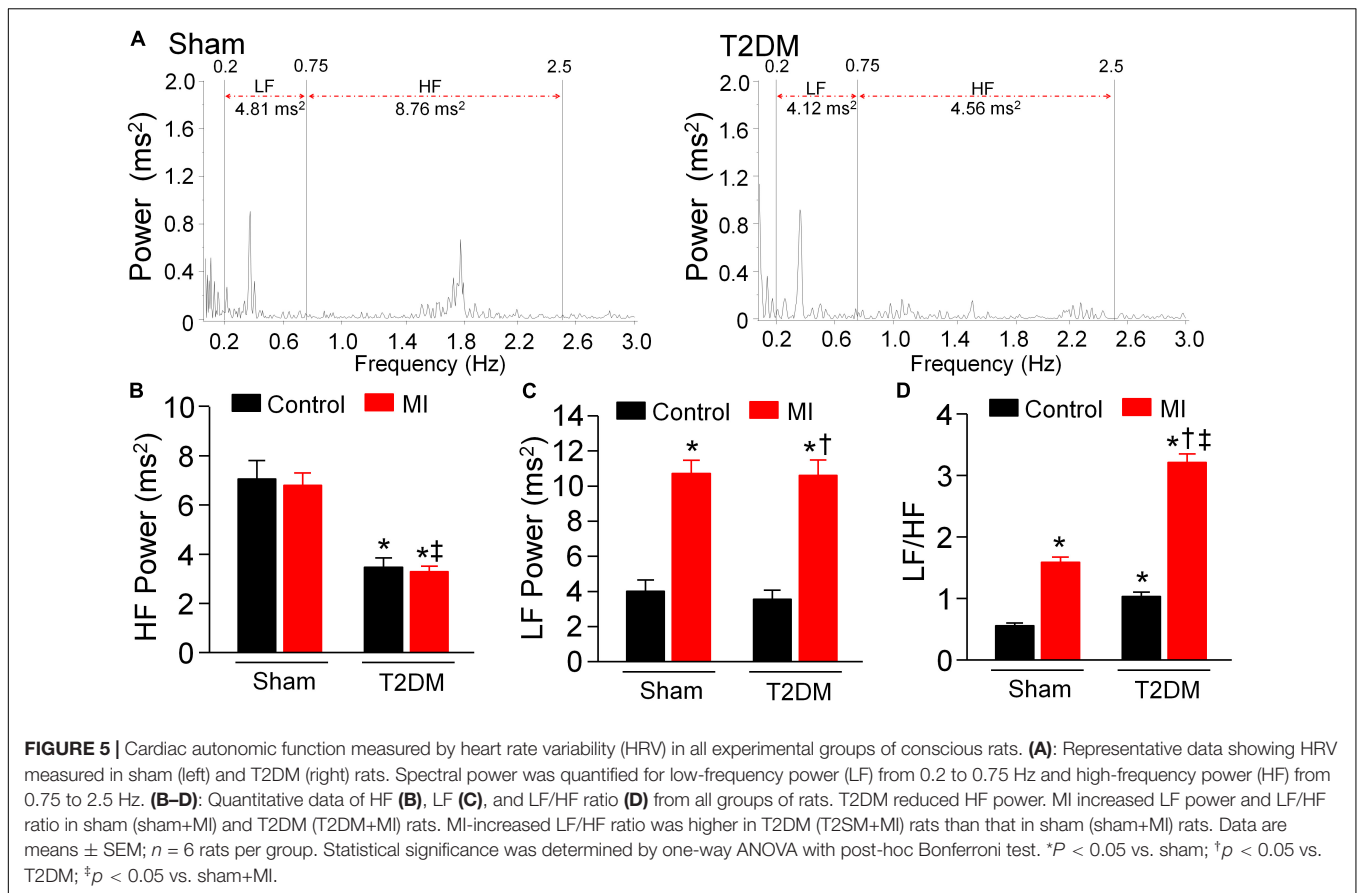 A Sham
0.2 0.75 2.5
LF HF
4.81 ms² 8.76 ms²
2.0
1.6
1.2
0.8
0.4
0
Power (ms²)
0.2 0.6 1.0 1.4 1.8 2.2 2.6 3.0
Frequency (Hz)
T2DM
0.2 0.75 2.5
LF HF
4.12 ms² 4.56 ms²
2.0
1.6
1.2
0.8
0.4
0
Power (ms²)
0.2 0.6 1.0 1.4 1.8 2.2 2.6 3.0
Frequency (Hz)
B
Control MI
10
8
6
4
2
0
HF Power (ms²)
* *‡
Sham T2DM
C
Control MI
14
12
10
8
6
4
2
0
LF Power (ms²)
* *†
Sham T2DM
D
Control MI
4
3
2
1
0
LF/HF
* * *†‡
Sham T2DM
FIGURE 5 | Cardiac autonomic function measured by heart rate variability (HRV) in all experimental groups of conscious rats. (A): Representative data showing HRV
measured in sham (left) and T2DM (right) rats. Spectral power was quantified for low-frequency power (LF) from 0.2 to 0.75 Hz and high-frequency power (HF) from
0.75 to 2.5 Hz. (B–D): Quantitative data of HF (B), LF (C), and LF/HF ratio (D) from all groups of rats. T2DM reduced HF power. MI increased LF power and LF/HF
ratio in sham (sham+MI) and T2DM (T2DM+MI) rats. MI-increased LF/HF ratio was higher in T2DM (T2SM+MI) rats than that in sham (sham+MI) rats. Data are
means ± SEM; n = 6 rats per group. Statistical significance was determined by one-way ANOVA with post-hoc Bonferroni test. *P < 0.05 vs. sham; †p < 0.05 vs.
T2DM; ‡p < 0.05 vs. sham+MI.